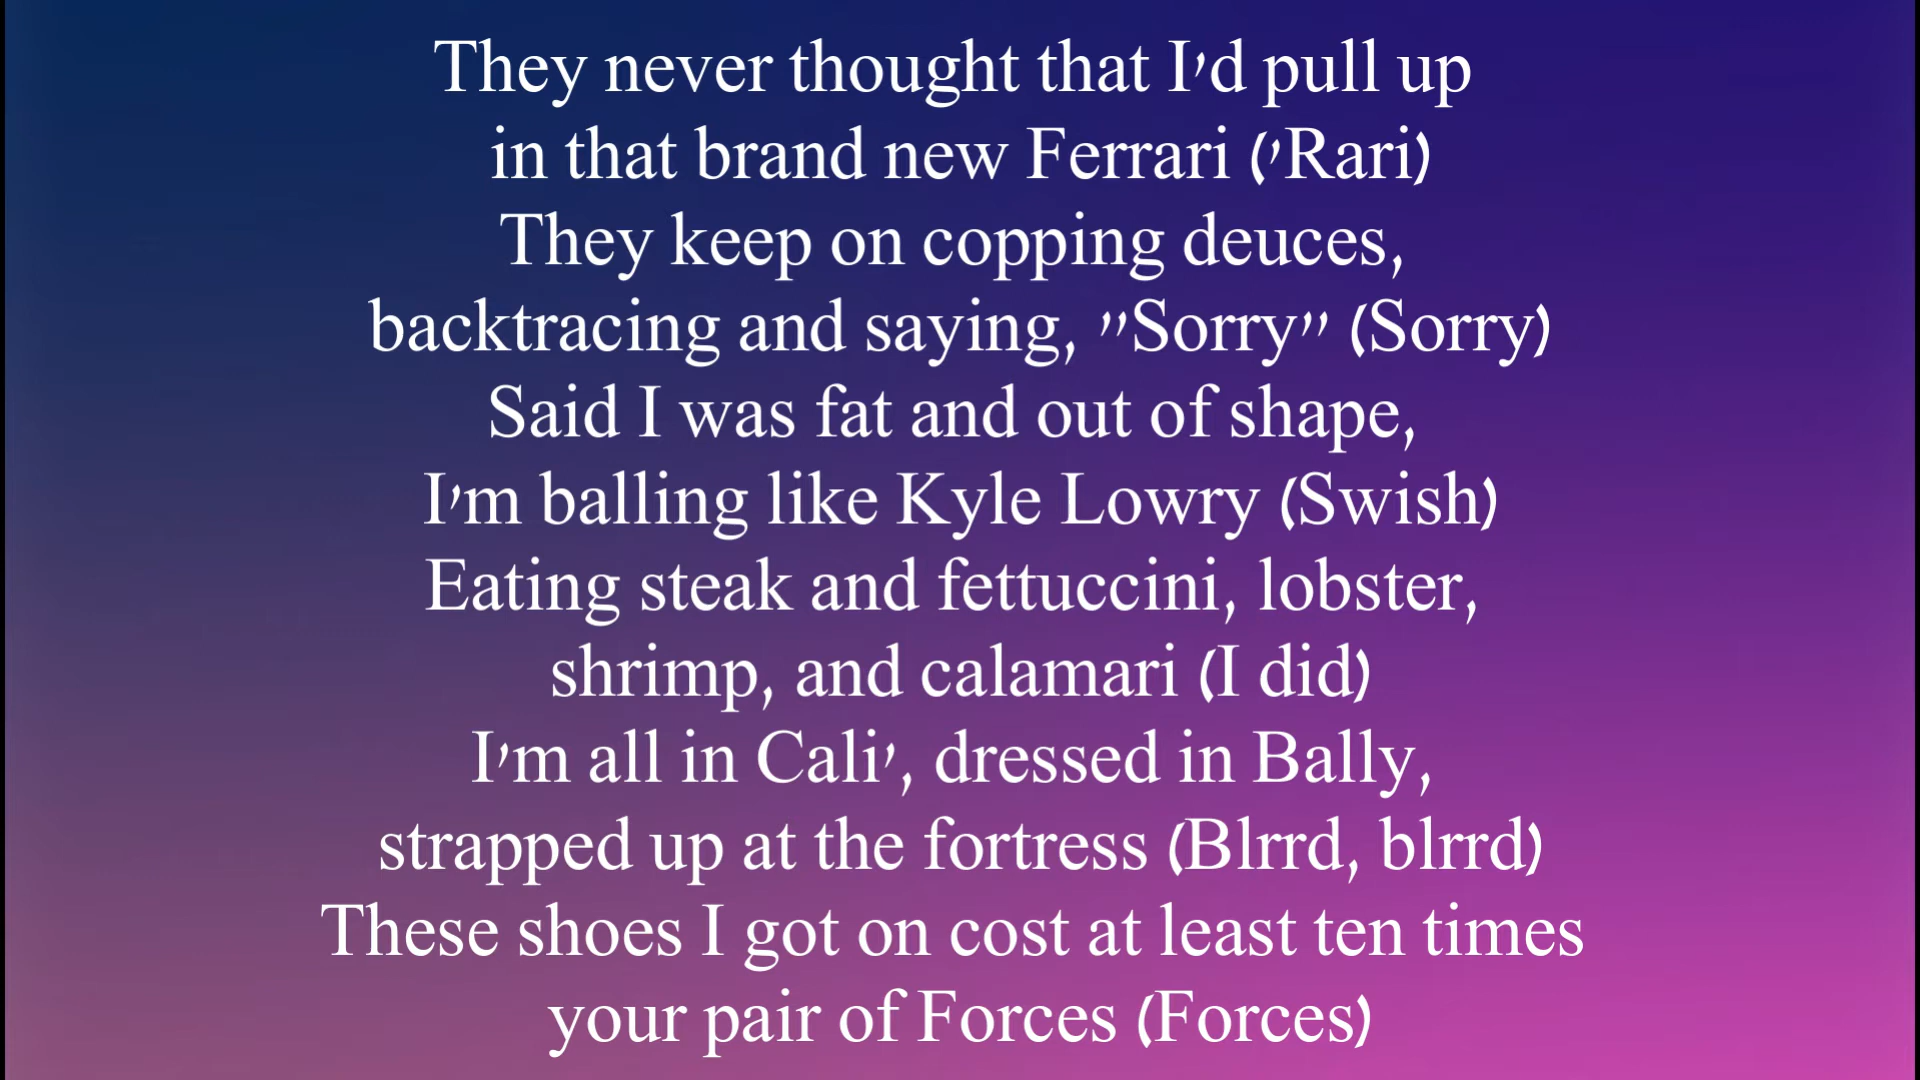 They never thought that I'd pull up
in that brand new Ferrari ('Rari)
They keep on copping deuces,
backtracing and saying, "Sorry" (Sorry)
Said I was fat and out of shape,
I'm balling like Kyle Lowry (Swish)
Eating steak and fettuccini, lobster,
shrimp, and calamari (I did)
I'm all in Cali', dressed in Bally,
strapped up at the fortress (Blrrd, blrrd)
These shoes I got on cost at least ten times
your pair of Forces (Forces)